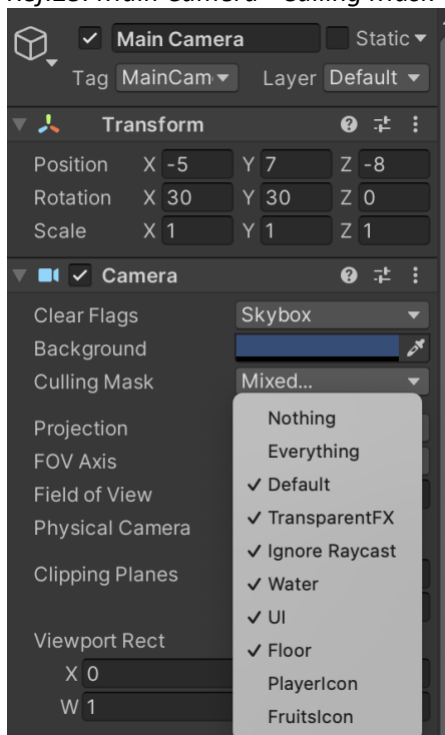 Main Camera Static
Tag MainCam Layer Default
Transform
Position X -5 Y 7 Z -8
Rotation X 30 Y 30 Z 0
Scale X 1 Y 1 Z 1
Camera
Clear Flags Skybox
Background
Culling Mask Mixed...
Nothing
Projection
Everything
FOV Axis
Default
Field of View
TransparentFX
Physical Camera
Ignore Raycast
Clipping Planes
Water
UI
Viewport Rect
Floor
X 0
PlayerIcon
W 1
FruitsIcon